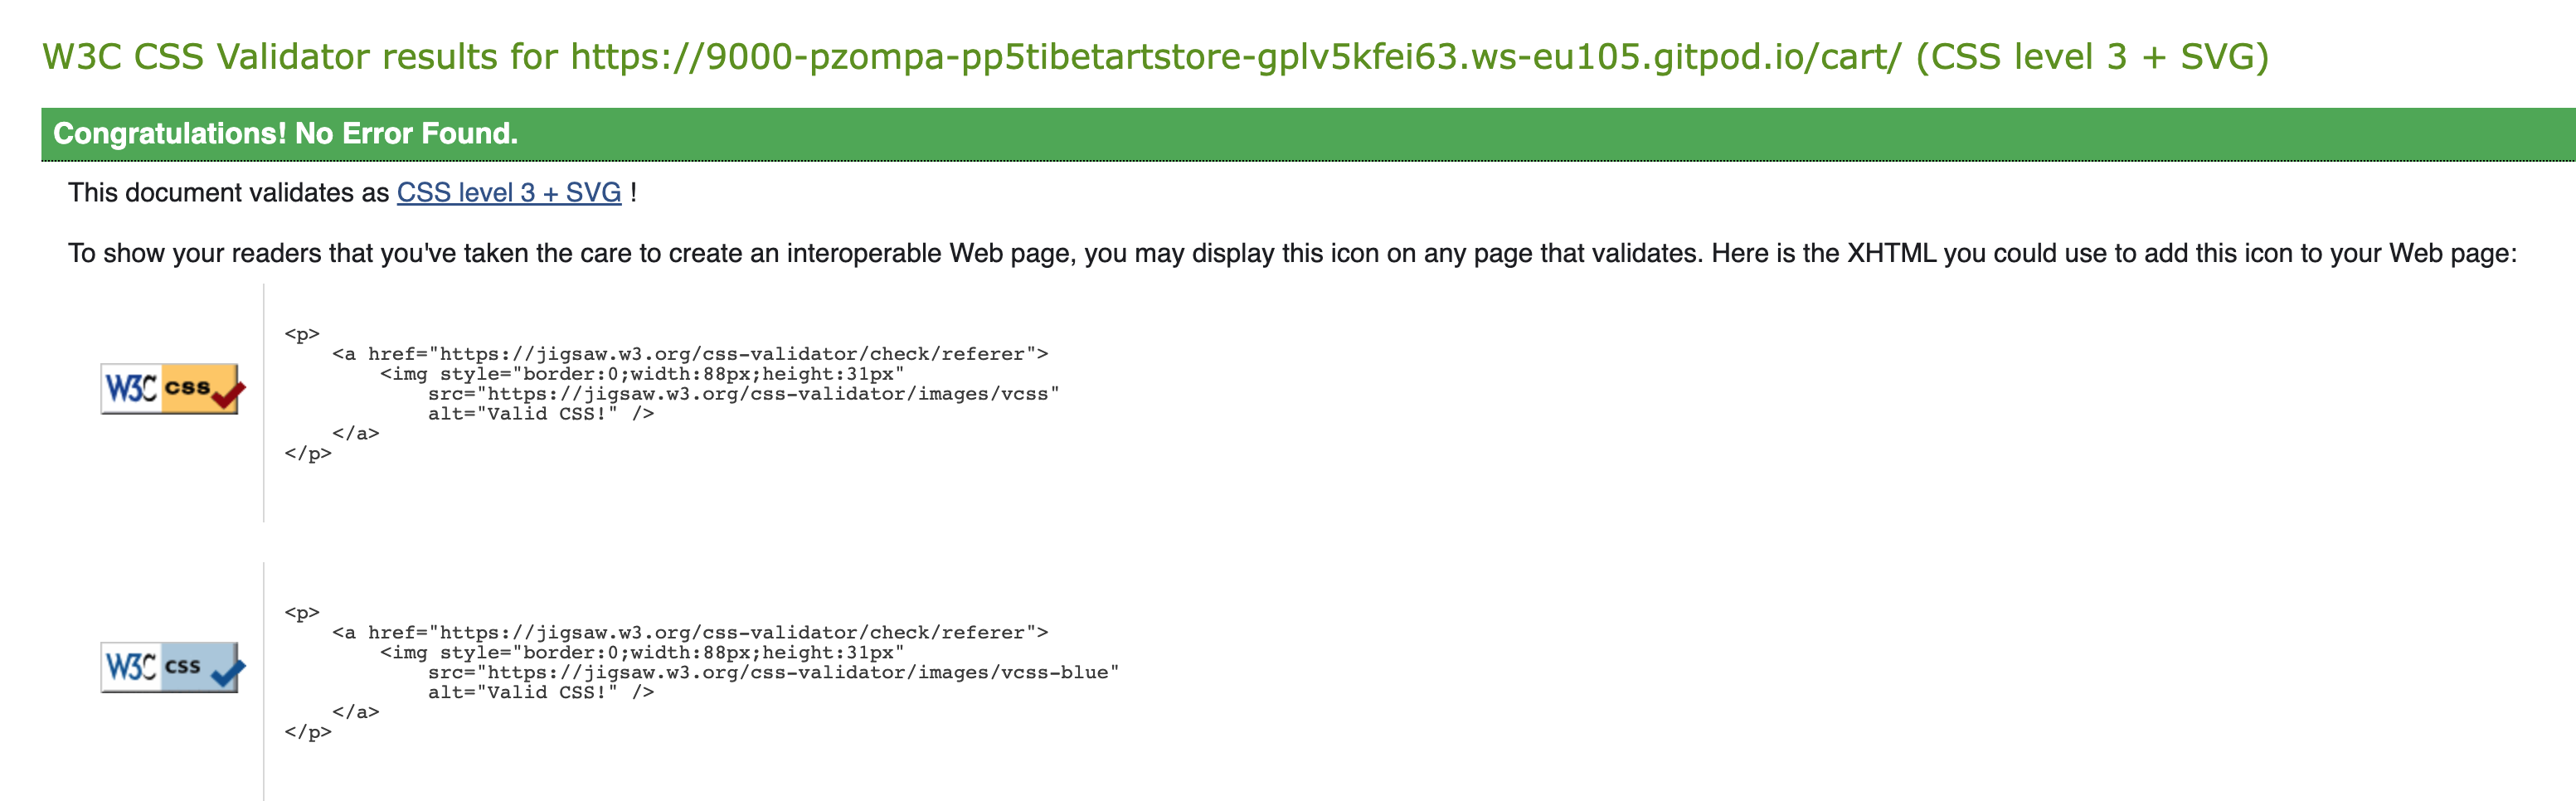 W3C CSS Validator results for https://9000-pzompa-pp5tibetartstore-gplv5kfei63.ws-eu105.gitpod.io/cart/ (CSS level 3 + SVG)
Congratulations! No Error Found.
This document validates as CSS level 3 + SVG !
To show your readers that you've taken the care to create an interoperable Web page, you may display this icon on any page that validates. Here is the XHTML you could use to add this icon to your Web page:
W3C css
<p>
    <a href="https://jigsaw.w3.org/css-validator/check/referer">
        <img style="border:0;width:88px;height:31px"
            src="https://jigsaw.w3.org/css-validator/images/vcss"
            alt="Valid CSS!" />
    </a>
</p>
W3C css
<p>
    <a href="https://jigsaw.w3.org/css-validator/check/referer">
        <img style="border:0;width:88px;height:31px"
            src="https://jigsaw.w3.org/css-validator/images/vcss-blue"
            alt="Valid CSS!" />
    </a>
</p>